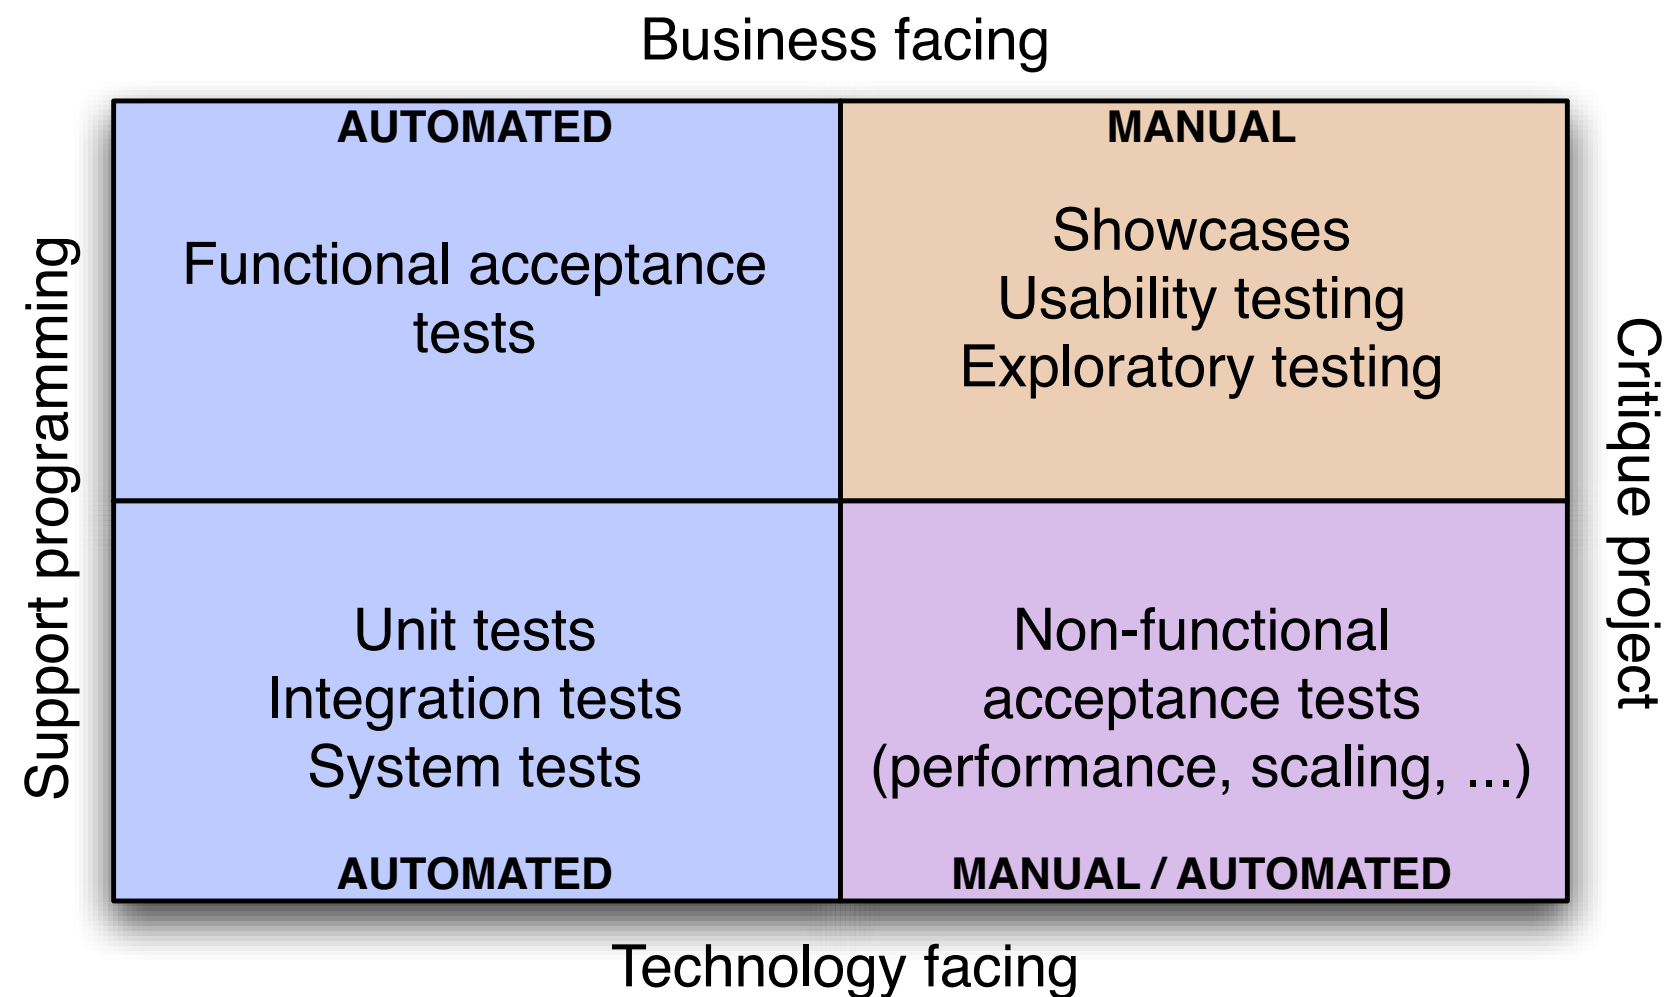 Business facing
AUTOMATED
Functional acceptance
tests
MANUAL
Showcases
Usability testing
Exploratory testing
Support programming
Critique project
Unit tests
Integration tests
System tests
AUTOMATED
Non-functional
acceptance tests
(performance, scaling, ...)
MANUAL / AUTOMATED
Technology facing